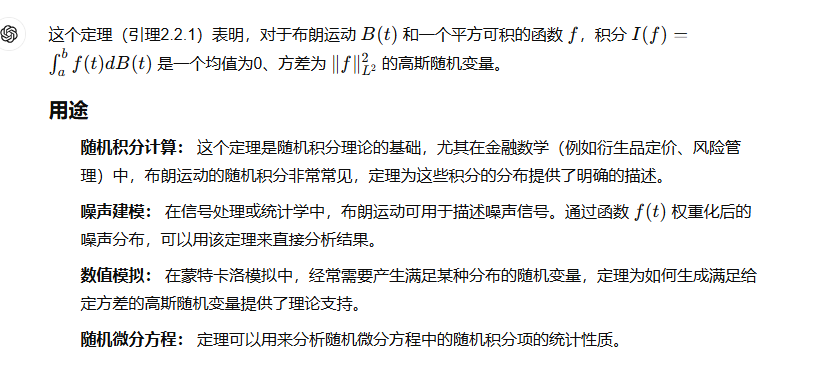 这个定理（引理2.2.1）表明，对于布朗运动 B(t) 和一个平方可积的函数 f，积分 I(f) =
∫_a^b f(t)dB(t) 是一个均值为0、方差为 ‖f‖²_{L²} 的高斯随机变量。
用途
随机积分计算： 这个定理是随机积分理论的基础，尤其在金融数学（例如衍生品定价、风险管
理）中，布朗运动的随机积分非常常见，定理为这些积分的分布提供了明确的描述。
噪声建模： 在信号处理或统计学中，布朗运动可用于描述噪声信号。通过函数 f(t) 权重化后的
噪声分布，可以用该定理来直接分析结果。
数值模拟： 在蒙特卡洛模拟中，经常需要产生满足某种分布的随机变量，定理为如何生成满足给
定方差的高斯随机变量提供了理论支持。
随机微分方程： 定理可以用来分析随机微分方程中的随机积分项的统计性质。